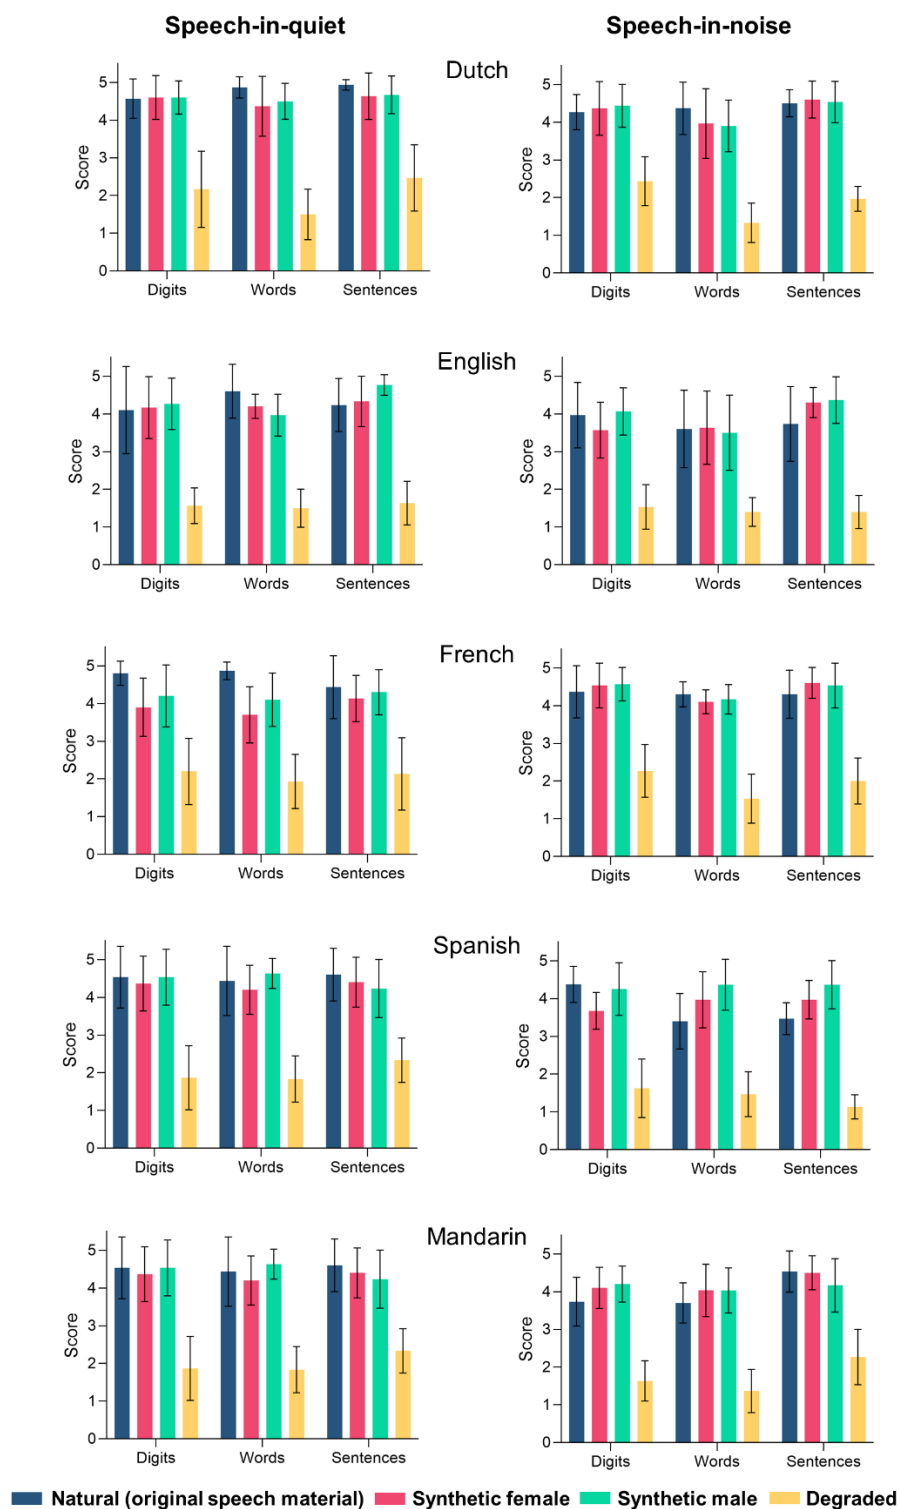 Speech-in-quiet Speech-in-noise
Dutch
5
4
3
2
1
0
Score
Digits Words Sentences
5
4
3
2
1
0
Score
Digits Words Sentences
English
5
4
3
2
1
0
Score
Digits Words Sentences
5
4
3
2
1
0
Score
Digits Words Sentences
French
5
4
3
2
1
0
Score
Digits Words Sentences
5
4
3
2
1
0
Score
Digits Words Sentences
Spanish
5
4
3
2
1
0
Score
Digits Words Sentences
5
4
3
2
1
0
Score
Digits Words Sentences
Mandarin
5
4
3
2
1
0
Score
Digits Words Sentences
5
4
3
2
1
0
Score
Digits Words Sentences
Natural (original speech material) Synthetic female Synthetic male Degraded